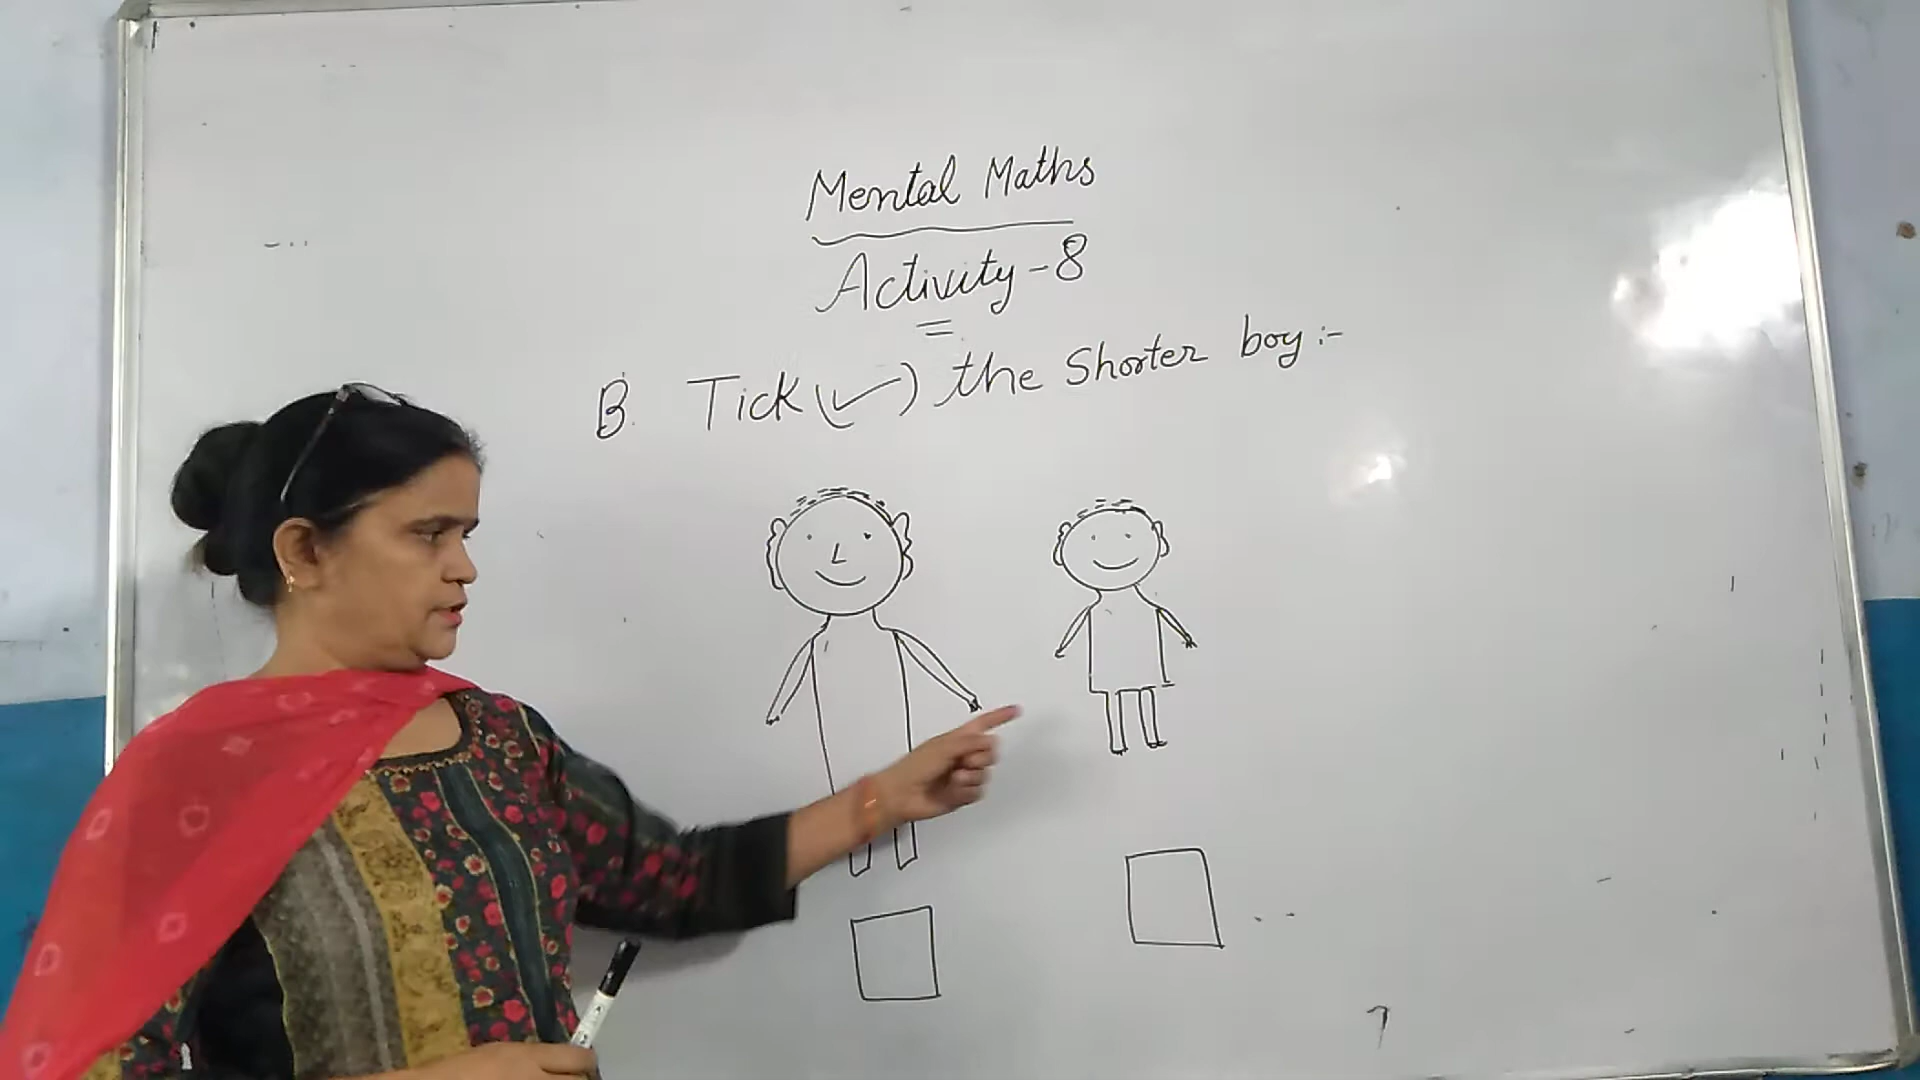 Mental Maths
Activity-8
B. Tick (✓) the Shorter boy:-